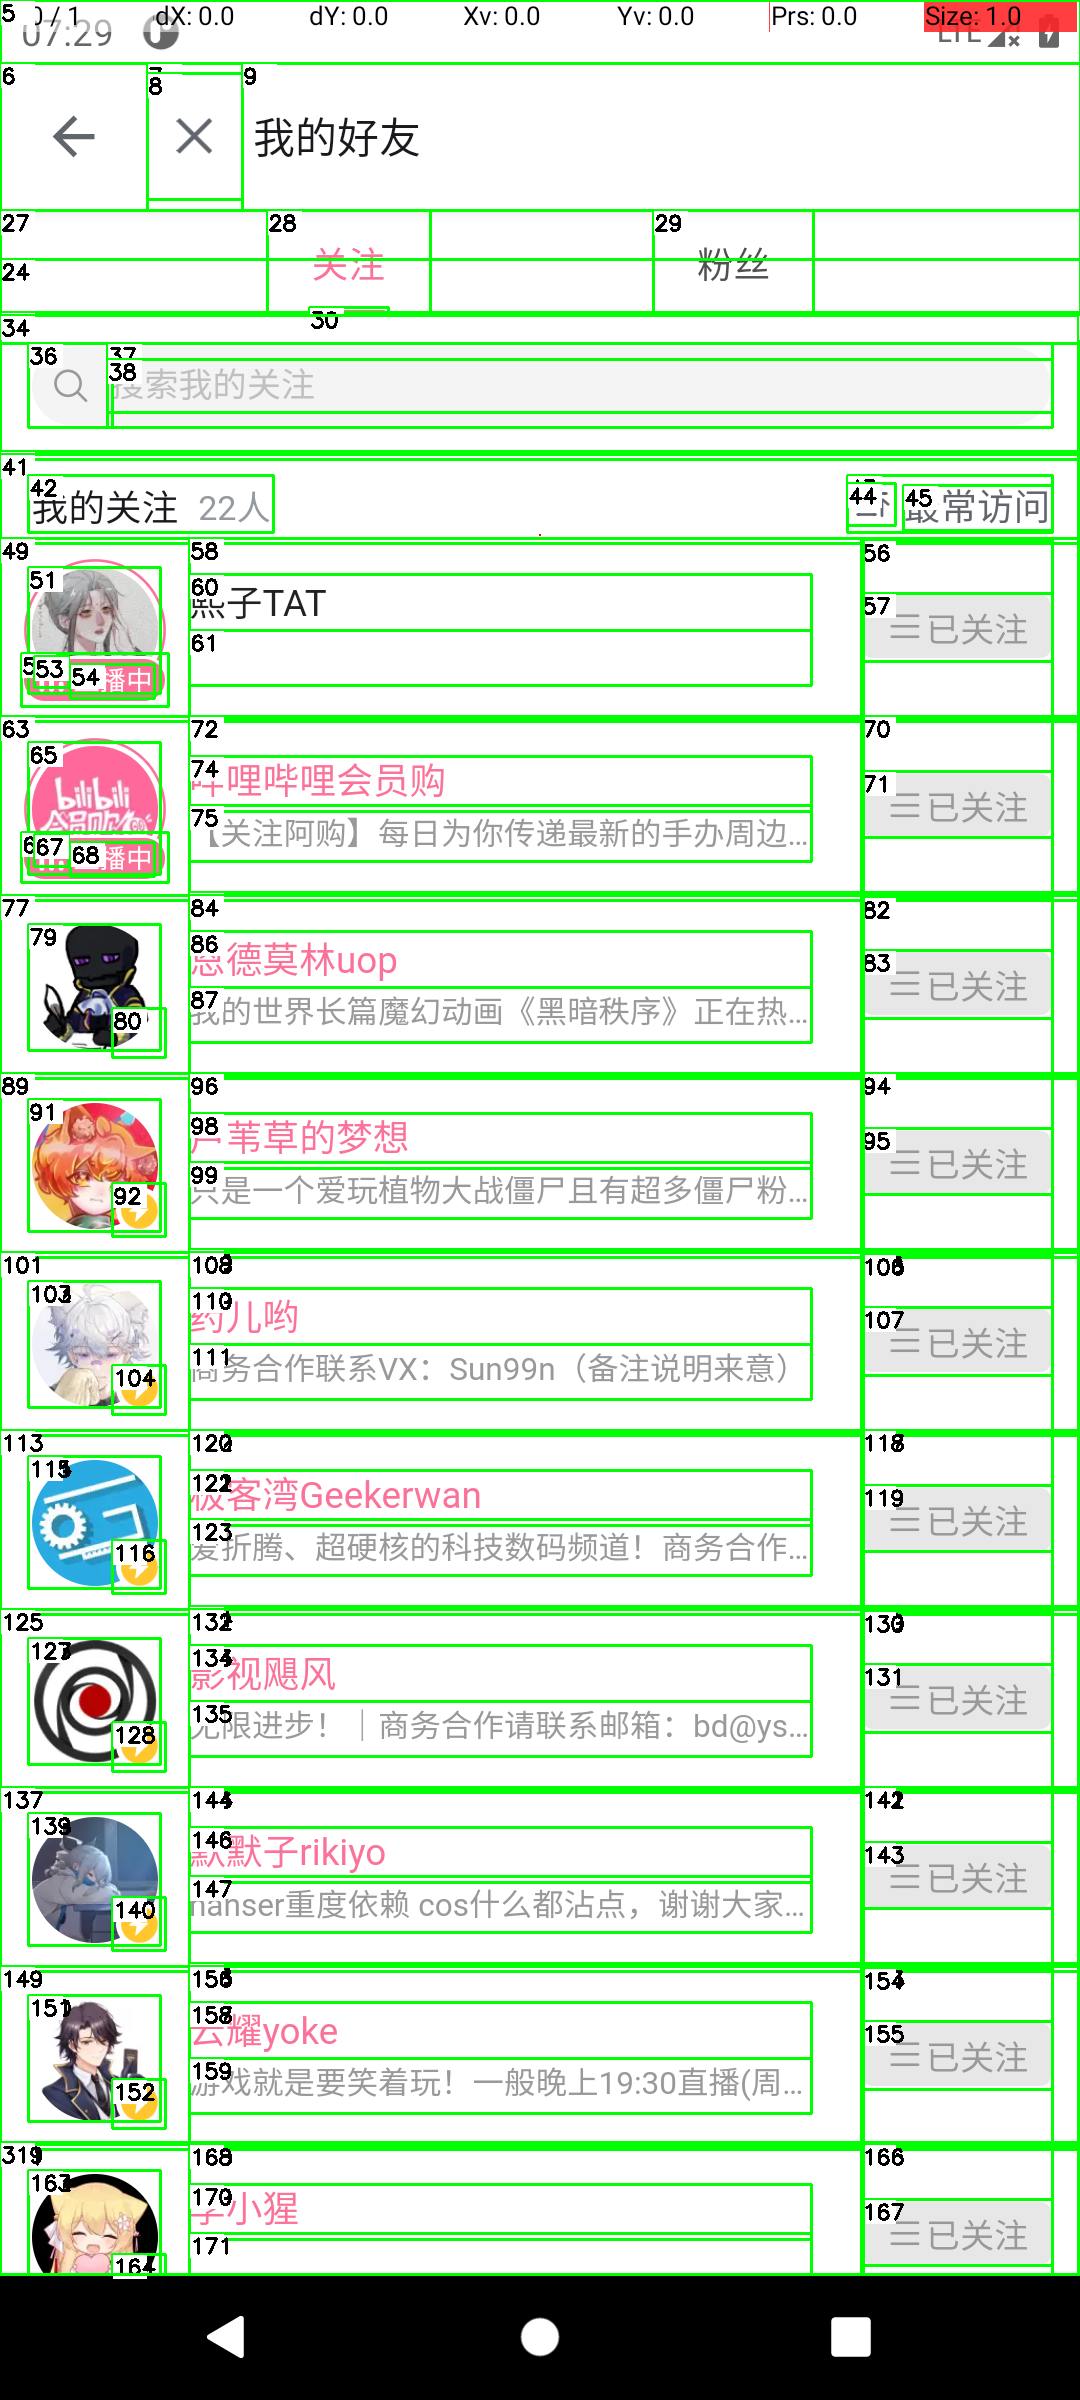 0 / 1 dX: 0.0 dY: 0.0 Xv: 0.0 Yv: 0.0 Prs: 0.0 Size: 1.0
07:29 LTE
5
6 7 8 9 我的好友
27 28 关注 29 粉丝
24
30
34
36 37 38 搜索我的关注
41
42 我的关注 22人 44 45 最常访问
49 58 56
51 60 熙子TAT 57 已关注
61
53 54 播中
63 72 70
65 bilibili 会员购 74 哔哩哔哩会员购 71 已关注
75 【关注阿购】每日为你传递最新的手办周边...
67 68 播中
77 84 82
79 86 恩德莫林uop 83 已关注
87 我的世界长篇魔幻动画《黑暗秩序》正在热...
80
89 96 94
91 98 芦苇草的梦想 95 已关注
99 只是一个爱玩植物大战僵尸且有超多僵尸粉...
92
101 108 106
103 110 药儿哟 107 已关注
111 商务合作联系VX：Sun99n（备注说明来意）
104
113 120 118
115 122 极客湾Geekerwan 119 已关注
123 爱折腾、超硬核的科技数码频道！商务合作...
116
125 132 130
127 134 影视飓风 131 已关注
135 无限进步！｜商务合作请联系邮箱：bd@ys...
128
137 144 142
139 146 默默子rikiyo 143 已关注
147 hanser重度依赖 cos什么都沾点，谢谢大家...
140
149 156 154
151 158 云耀yoke 155 已关注
159 游戏就是要笑着玩！一般晚上19:30直播(周...
152
319 168 166
163 170 李小猩 167 已关注
171
164